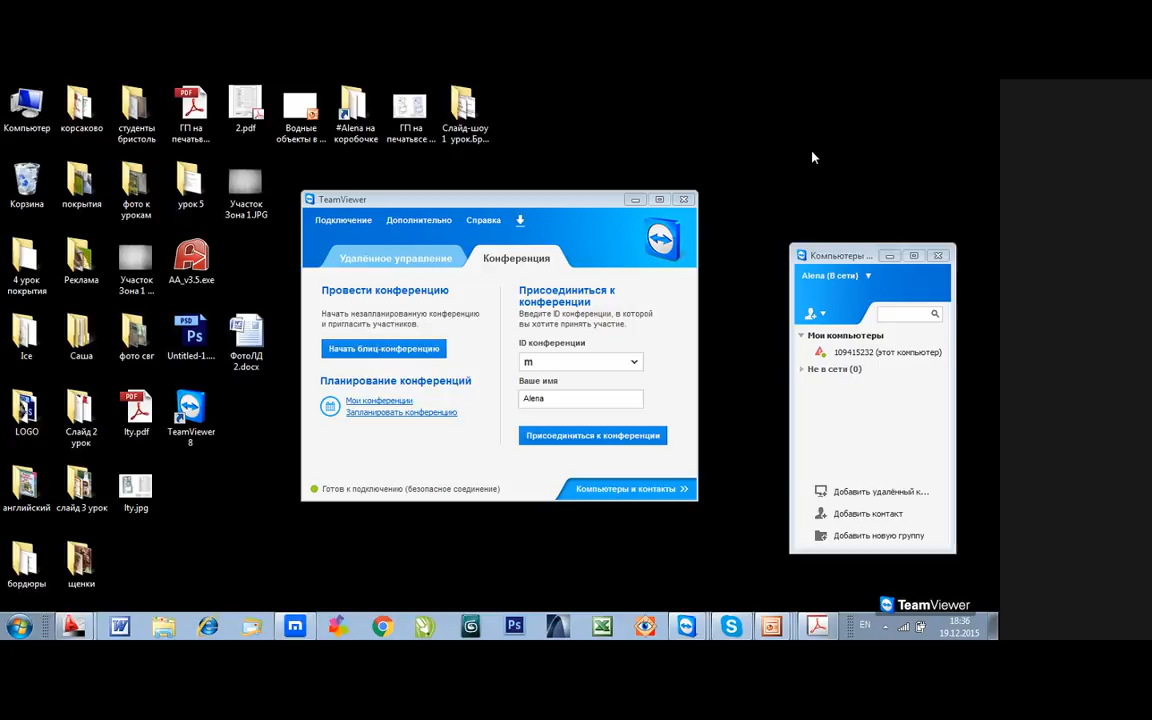 Компьютер
корсаково
студенты
бристоль
ГП на
печатьв...
2.pdf
Водные
объекты в ...
#Alena на
коробочке
ГП на
печатьвсе ...
Слайд-шоу
1 урок.Бр...
Корзина
покрытия
фото к
урокам
урок 5
Участок
Зона 1.JPG
4 урок
покрытия
Реклама
Участок
Зона 1 ...
AA_v3.5.exe
Ice
Саша
фото свг
Untitled-1....
ФотоЛД
2.docx
LOGO
Слайд 2
урок
lty.pdf
TeamViewer
8
английский
слайд 3 урок
lty.jpg
бордюры
щенки
TeamViewer
Подключение
Дополнительно
Справка
Удалённое управление
Конференция
Провести конференцию
Начать незапланированную конференцию
и пригласить участников.
Начать блиц-конференцию
Планирование конференций
Мои конференции
Запланировать конференцию
Присоединиться к
конференции
Введите ID конференции, в которой
вы хотите принять участие.
ID конференции
m
Ваше имя
Alena
Присоединиться к конференции
Готов к подключению (безопасное соединение)
Компьютеры и контакты
Компьютеры ...
Alena (В сети)
Мои компьютеры
109415232 (этот компьютер)
Не в сети (0)
Добавить удалённый к...
Добавить контакт
Добавить новую группу
TeamViewer
EN
18:36
19.12.2015